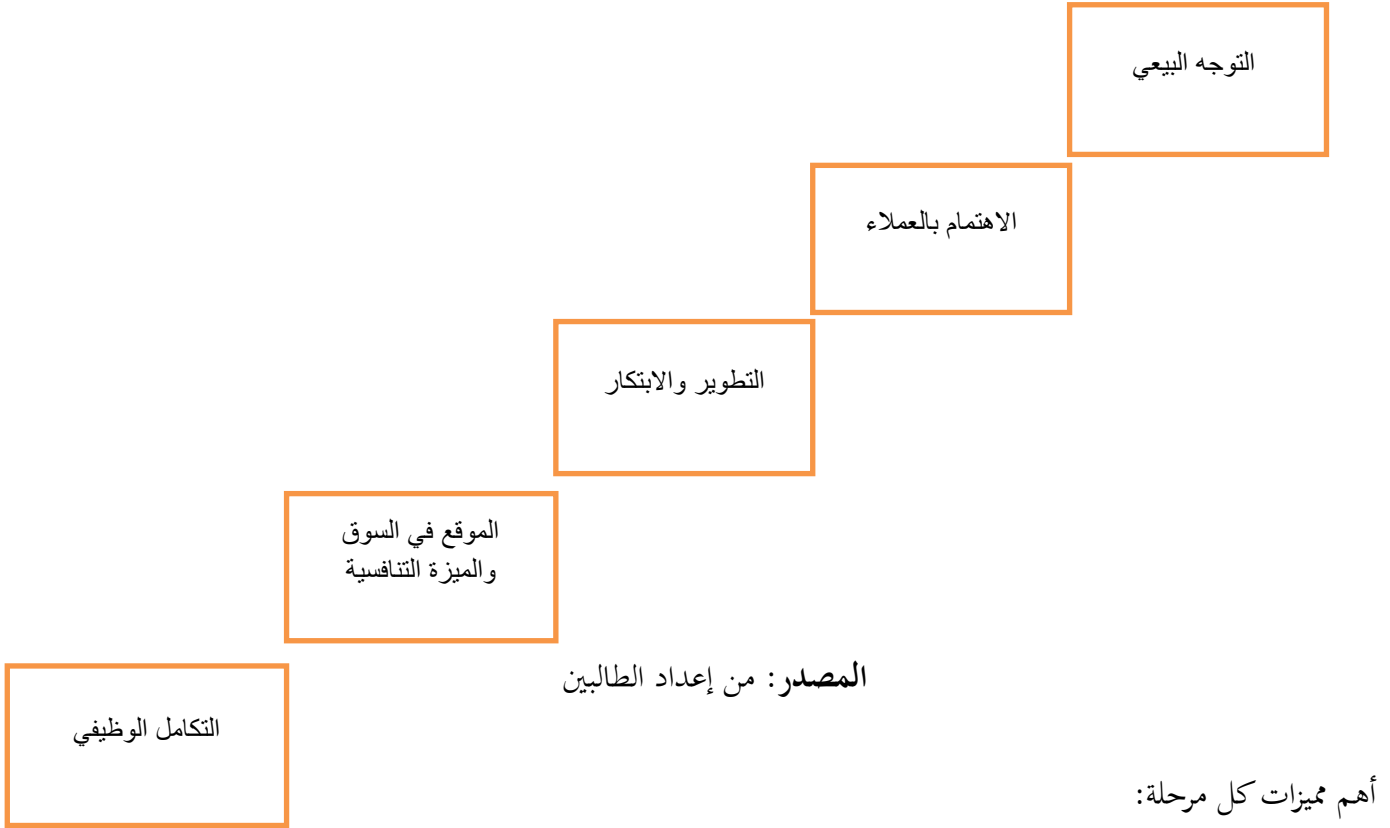 التوجه البيعي
الاهتمام بالعملاء
التطوير والابتكار
الموقع في السوق
والميزة التنافسية
المصدر: من إعداد الطالبين
التكامل الوظيفي
أهم مميزات كل مرحلة: